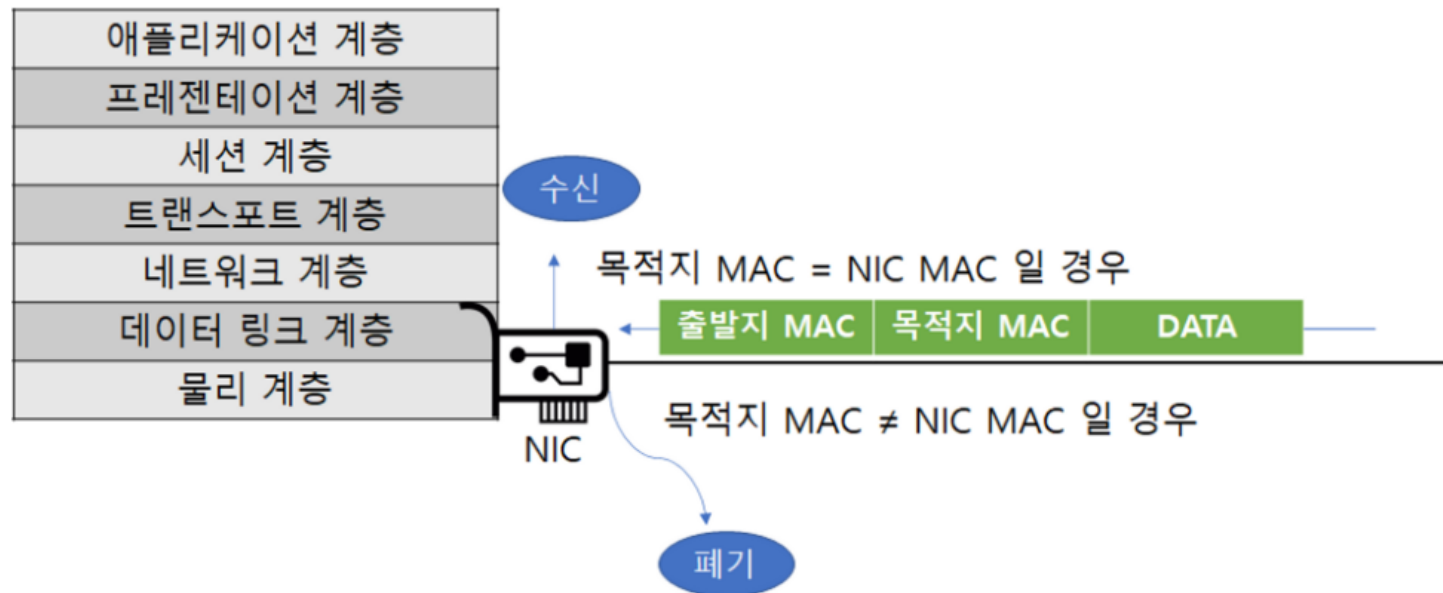 애플리케이션 계층
프레젠테이션 계층
세션 계층
트랜스포트 계층
네트워크 계층
데이터 링크 계층
물리 계층
수신
목적지 MAC = NIC MAC 일 경우
출발지 MAC 목적지 MAC DATA
목적지 MAC ≠ NIC MAC 일 경우
NIC
폐기